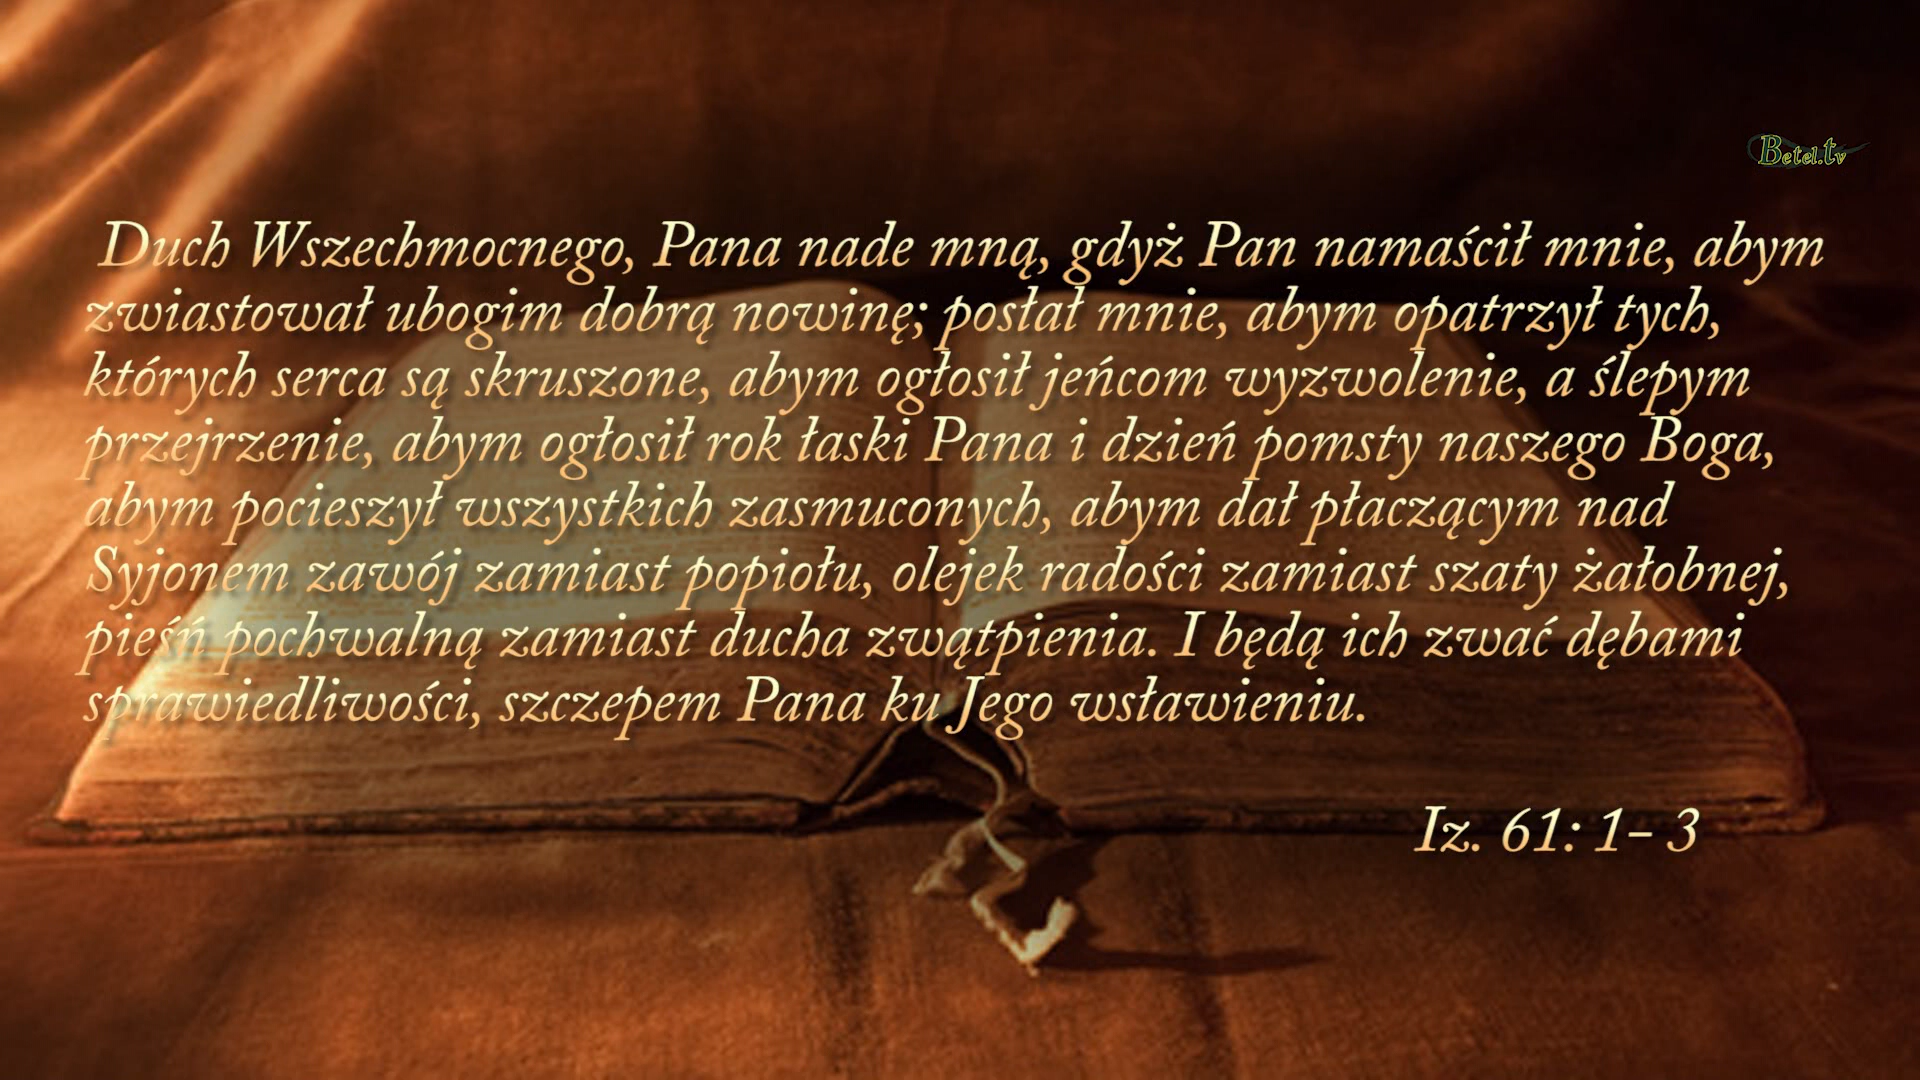 Betel.tv
Duch Wszechmocnego, Pana nade mną, gdyż Pan namaścił mnie, abym
zwiastował ubogim dobrą nowinę; posłał mnie, abym opatrzył tych,
których serca są skruszone, abym ogłosił jeńcom wyzwolenie, a ślepym
przejrzenie, abym ogłosił rok łaski Pana i dzień pomsty naszego Boga,
abym pocieszył wszystkich zasmuconych, abym dał płaczącym nad
Syjonem zawój zamiast popiołu, olejek radości zamiast szaty żałobnej,
pieśń pochwalną zamiast ducha zwątpienia. I będą ich zwać dębami
sprawiedliwości, szczepem Pana ku Jego wsławieniu.
Iz. 61: 1- 3